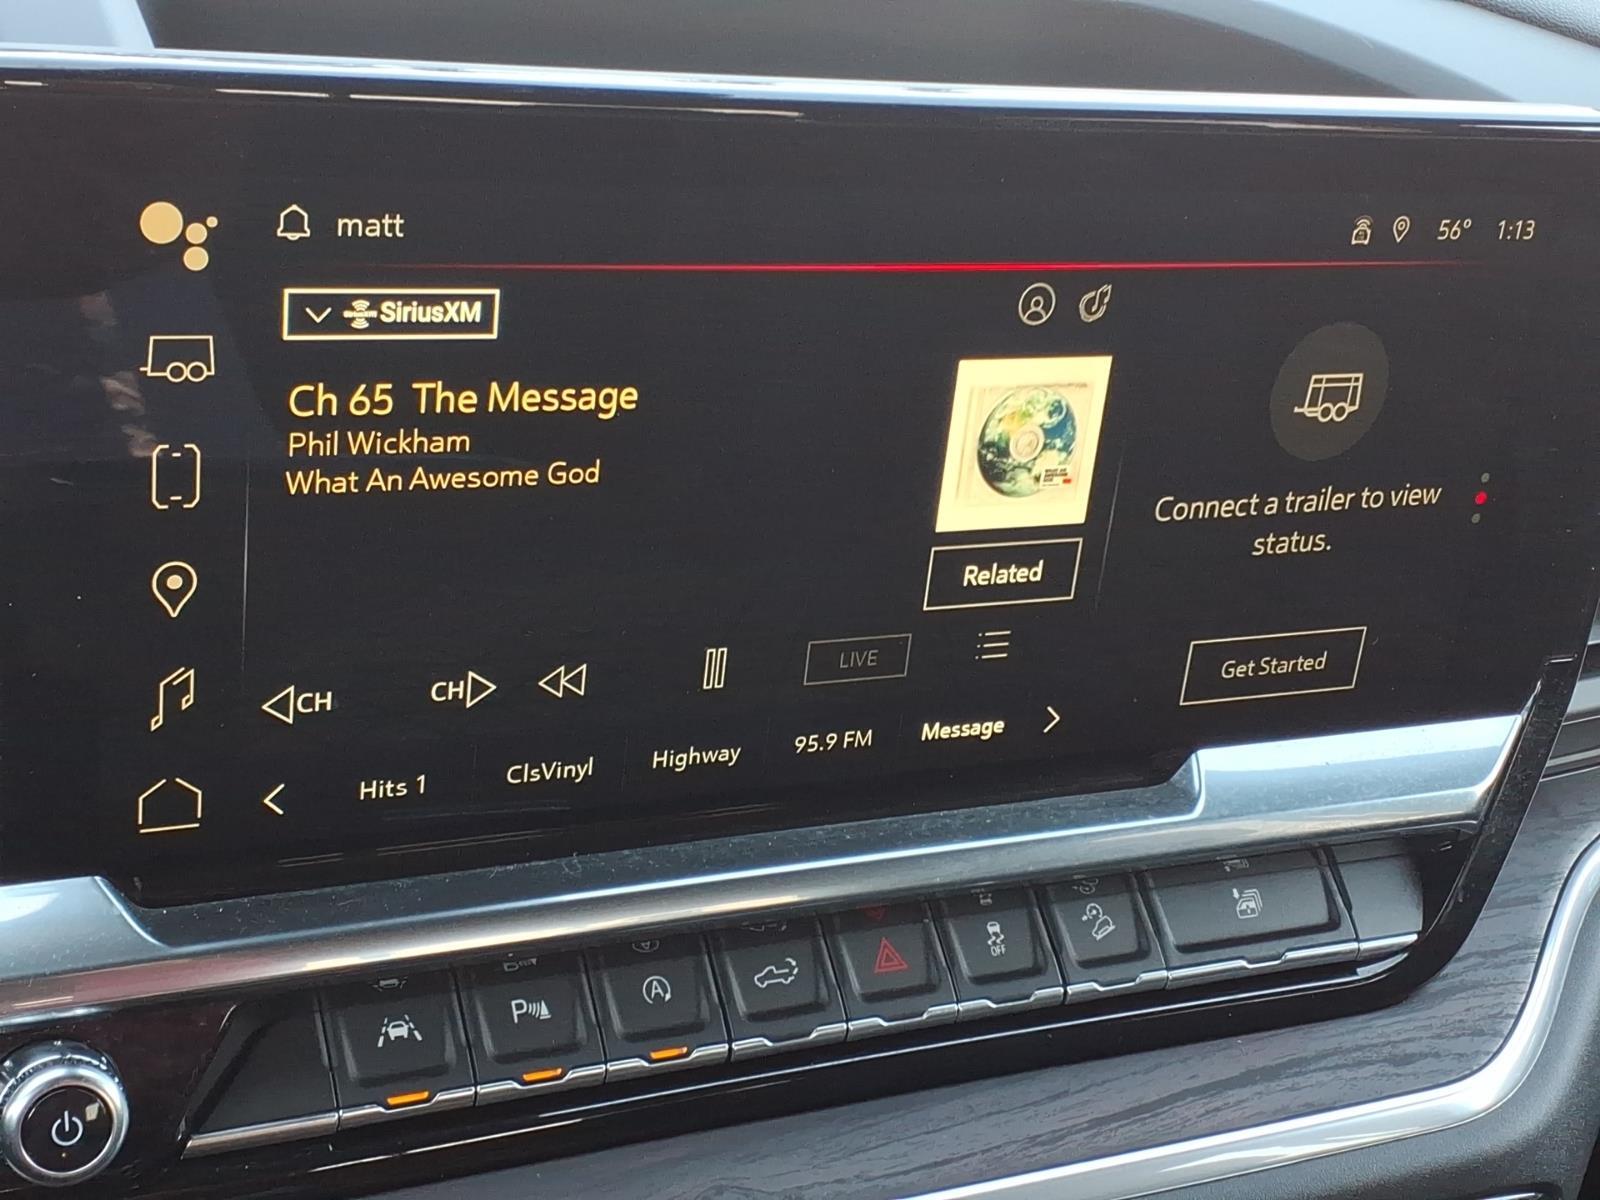 matt
56° 1:13
SiriusXM
Ch 65 The Message
Phil Wickham
What An Awesome God
Related
Connect a trailer to view
status.
Get Started
CH
CH
LIVE
Hits 1
ClsVinyl
Highway
95.9 FM
Message
P
A
OFF